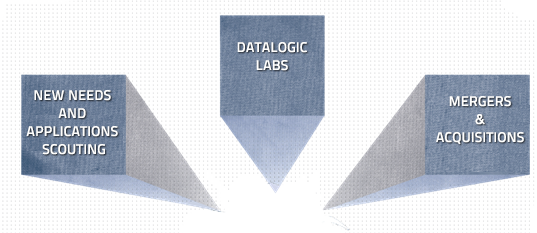 DATALOGIC
LABS
NEW NEEDS
AND
APPLICATIONS
SCOUTING
MERGERS
&
ACQUISITIONS